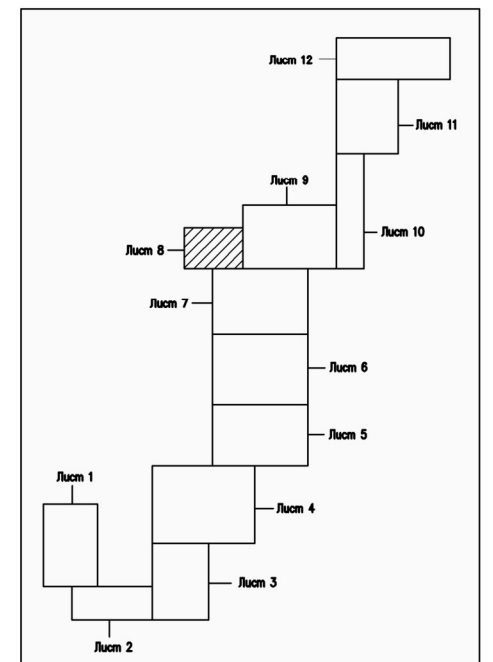 Лист 12
Лист 11
Лист 9
Лист 10
Лист 8
Лист 7
Лист 6
Лист 5
Лист 1
Лист 4
Лист 3
Лист 2